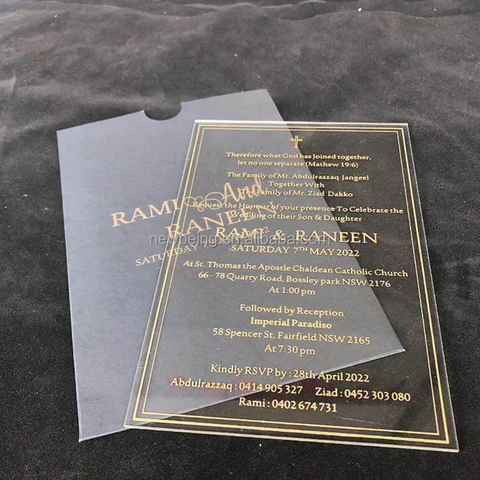 RAMI And
RANEE
SATURDAY
Therefore what God has Joined together,
let no one separate (Mathew 19:6)
The Family of Mr. Abdulrazzaq Jangeel
Together With
The Family of Mr. Ziad Dakko
Request the Honour of your presence To Celebrate the
Wedding of their Son & Daughter
RAMI & RANEEN
SATURDAY 7TH MAY 2022
At St. Thomas the Apostle Chaldean Catholic Church
66 - 78 Quarry Road, Bossley park NSW 2176
At 1:00 pm
Followed by Reception
Imperial Paradiso
58 Spencer St, Fairfield NSW 2165
At 7:30 pm
Kindly RSVP by : 28th April 2022
Abdulrazzaq : 0414 905 327 Ziad : 0452 303 080
Rami : 0402 674 731